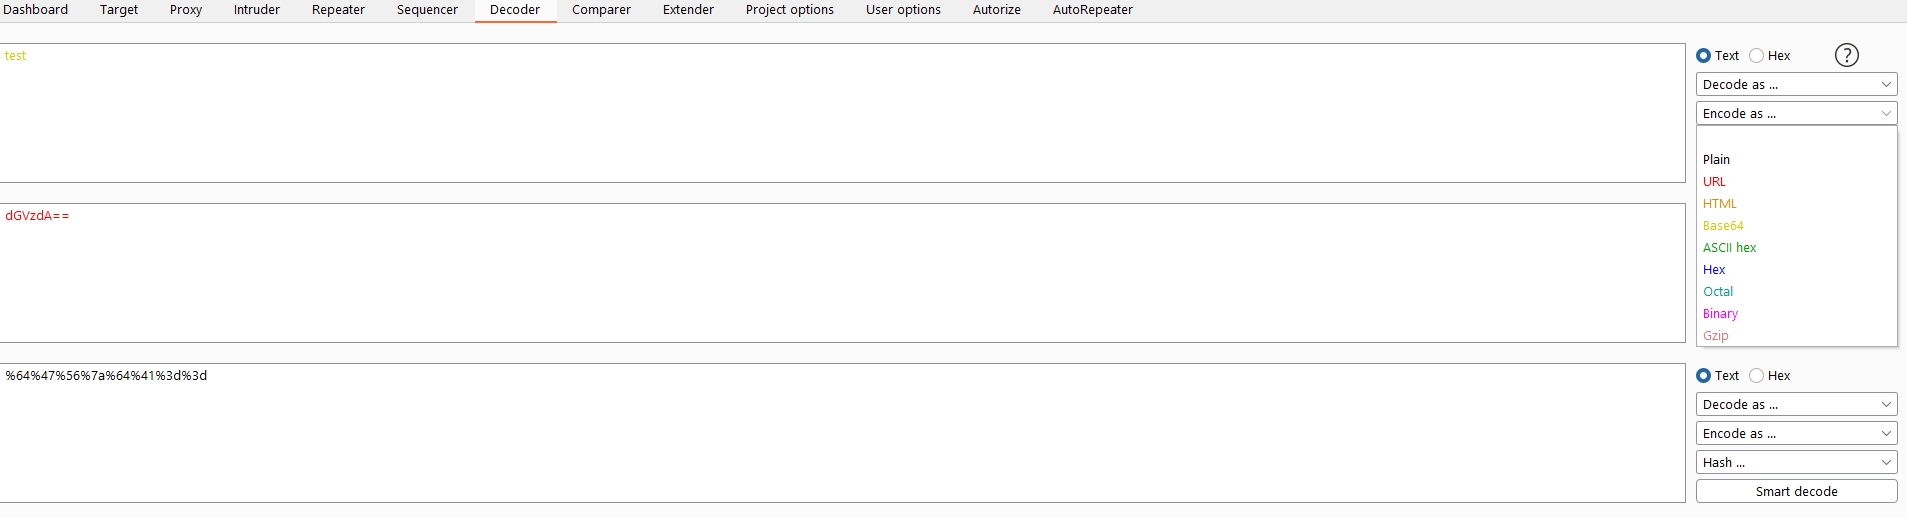 Dashboard Target Proxy Intruder Repeater Sequencer Decoder Comparer Extender Project options User options Autorize AutoRepeater
test
Text Hex ?
Decode as ...
Encode as ...
Plain
URL
HTML
Base64
ASCII hex
Hex
Octal
Binary
Gzip
dGVzdA==
%64%47%56%7a%64%41%3d%3d
Text Hex
Decode as ...
Encode as ...
Hash ...
Smart decode